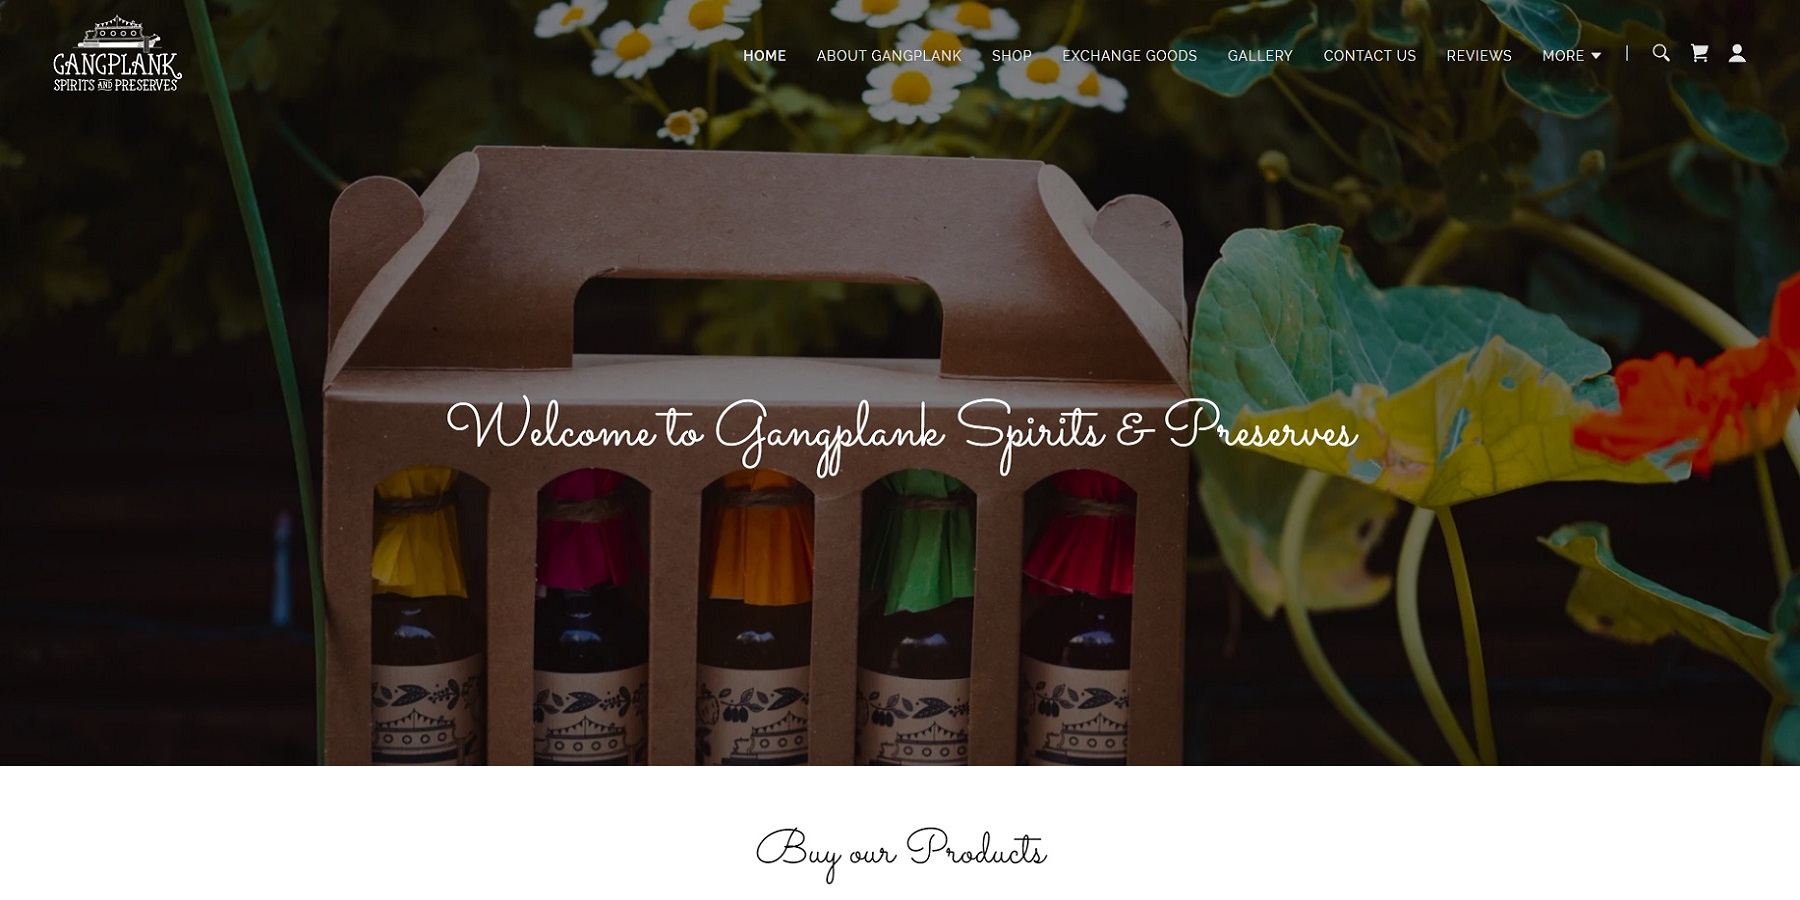 GANGPLANK
SPIRITS AND PRESERVES
HOME ABOUT GANGPLANK SHOP EXCHANGE GOODS GALLERY CONTACT US REVIEWS MORE
Welcome to Gangplank Spirits & Preserves
Buy our Products